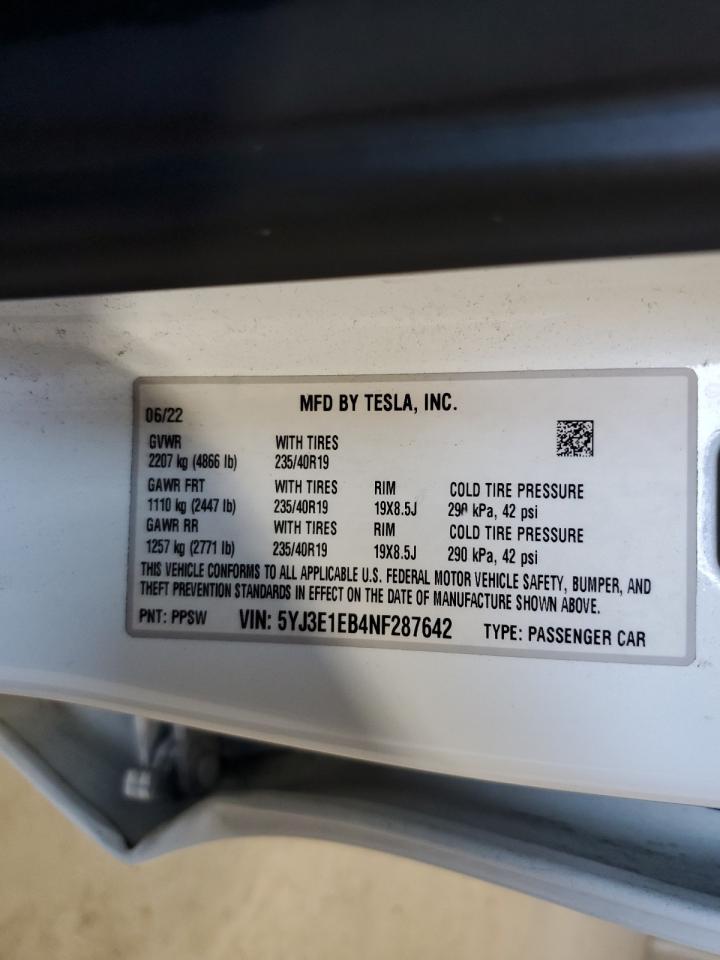 MFD BY TESLA, INC.
06/22
GVWR WITH TIRES
2207 kg (4866 lb) 235/40R19
GAWR FRT WITH TIRES RIM COLD TIRE PRESSURE
1110 kg (2447 lb) 235/40R19 19X8.5J 290 kPa, 42 psi
GAWR RR WITH TIRES RIM COLD TIRE PRESSURE
1257 kg (2771 lb) 235/40R19 19X8.5J 290 kPa, 42 psi
THIS VEHICLE CONFORMS TO ALL APPLICABLE U.S. FEDERAL MOTOR VEHICLE SAFETY, BUMPER, AND
THEFT PREVENTION STANDARDS IN EFFECT ON THE DATE OF MANUFACTURE SHOWN ABOVE.
PNT: PPSW VIN: 5YJ3E1EB4NF287642 TYPE: PASSENGER CAR